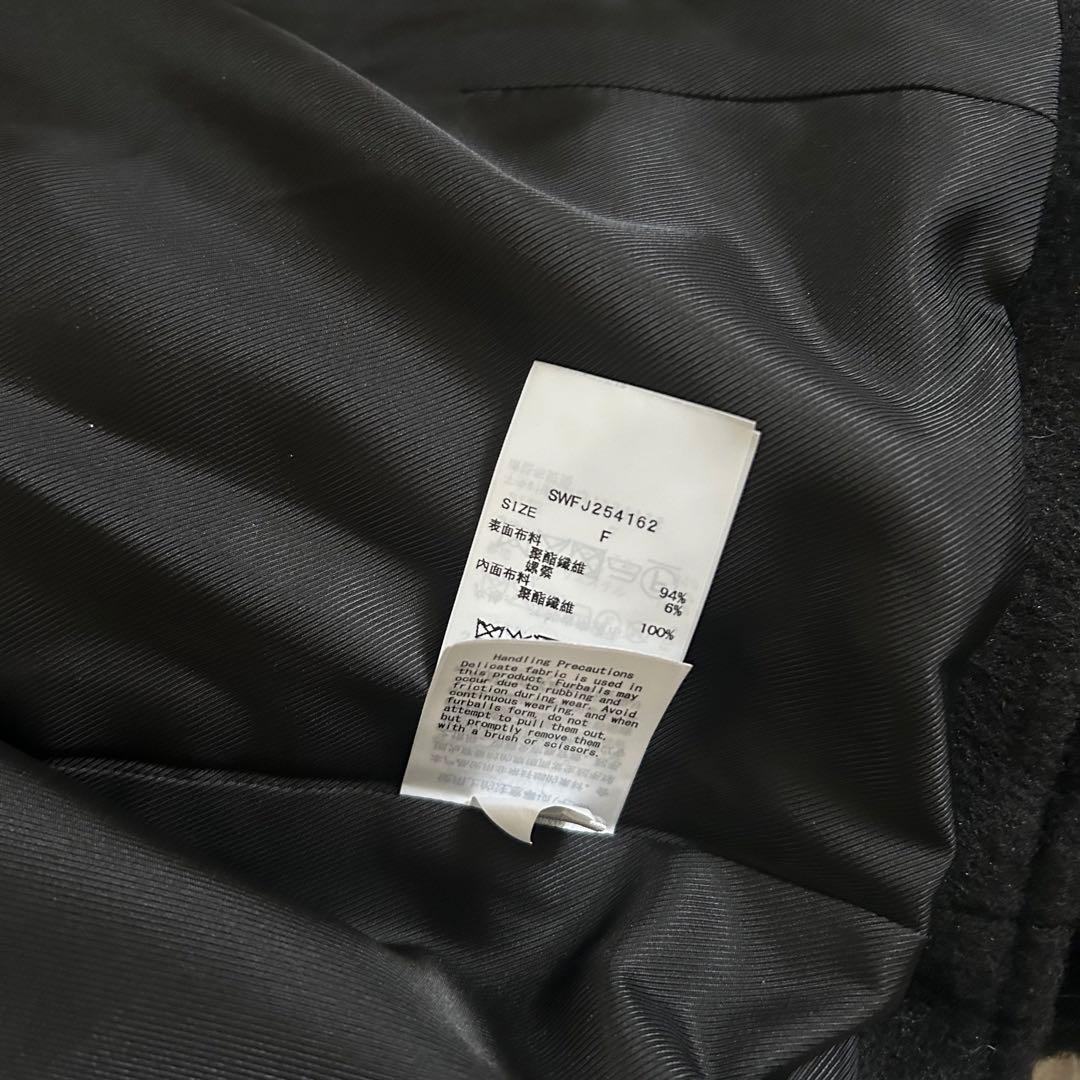 SWFJ254162
SIZE F
表面布料
聚酯纖維 94%
嫘縈 6%
内面布料
聚酯纖維 100%
Handling Precautions
Delicate fabric is used in
this product. Furballs may
occur due to rubbing and
friction during wear. Avoid
continuous wearing, and when
furballs form, do not
attempt to pull them out,
but promptly remove them
with a brush or scissors.